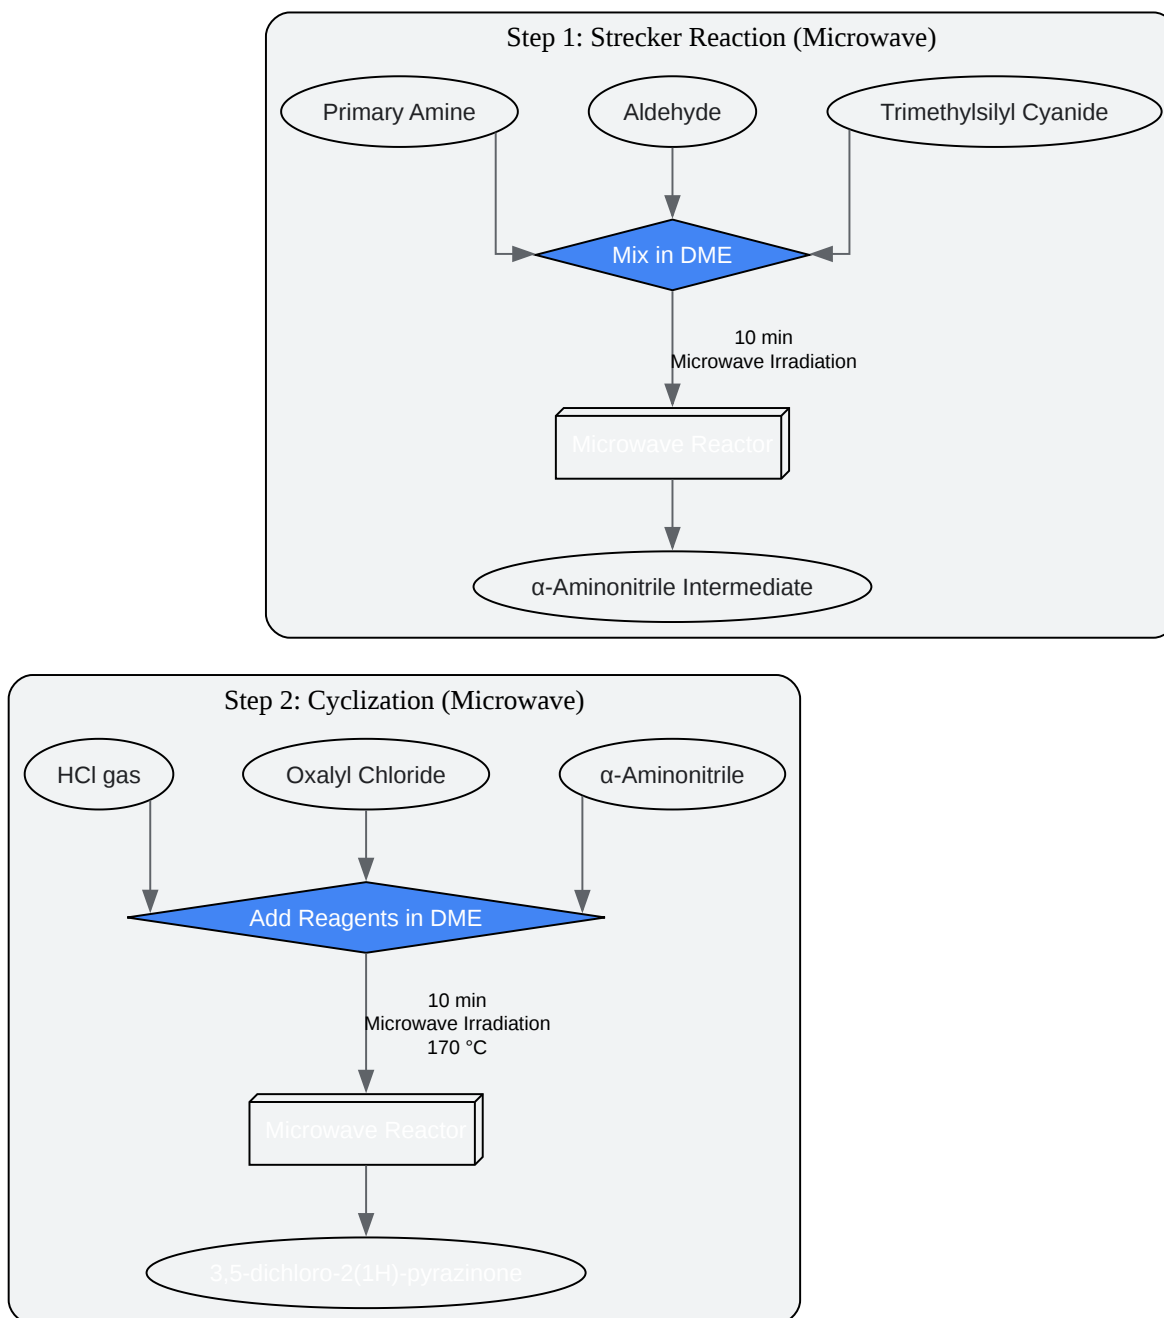 Step 1: Strecker Reaction (Microwave)
Primary Amine
Aldehyde
Trimethylsilyl Cyanide
Mix in DME
10 min
Microwave Irradiation
Microwave Reactor
α-Aminonitrile Intermediate
Step 2: Cyclization (Microwave)
HCl gas
Oxalyl Chloride
α-Aminonitrile
Add Reagents in DME
10 min
Microwave Irradiation
170 °C
Microwave Reactor
3,5-dichloro-2(1H)-pyrazinone